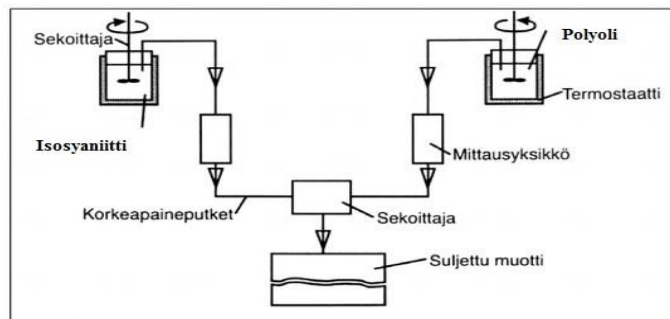 Sekoittaja
Polyoli
Termostaatti
Isosyaniitti
Mittausyksikkö
Korkeapaineputket
Sekoittaja
Suljettu muotti